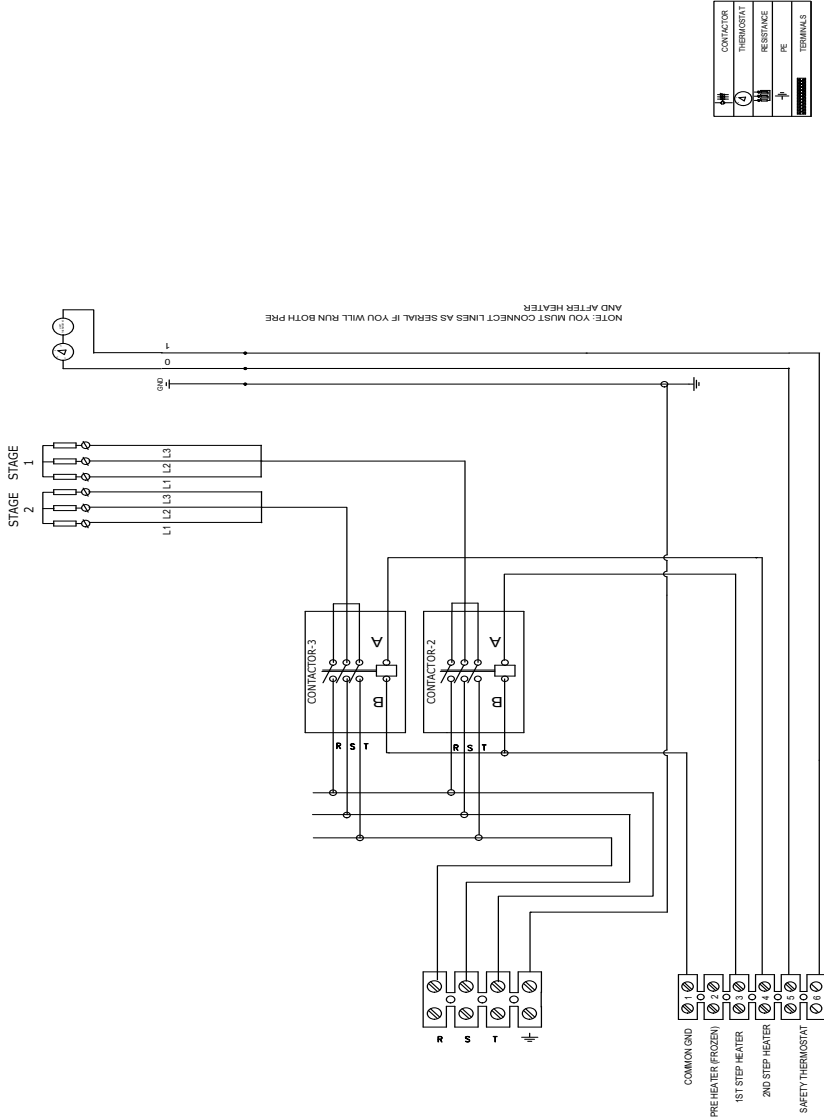 CONTACTOR
THERMOSTAT
RESISTANCE
PE
TERMINALS
NOTE: YOU MUST CONNECT LINES AS SERIAL IF YOU WILL RUN BOTH PRE
AND AFTER HEATER
1
0
GND
STAGE
1
STAGE
2
L3
L2
L1
L3
L2
L1
CONTACTOR-3
A
B
R S T
CONTACTOR-2
A
B
R S T
R
S
T
1
2
3
4
5
6
COMMON GND
PRE HEATER (FROZEN)
1ST STEP HEATER
2ND STEP HEATER
SAFETY THERMOSTAT